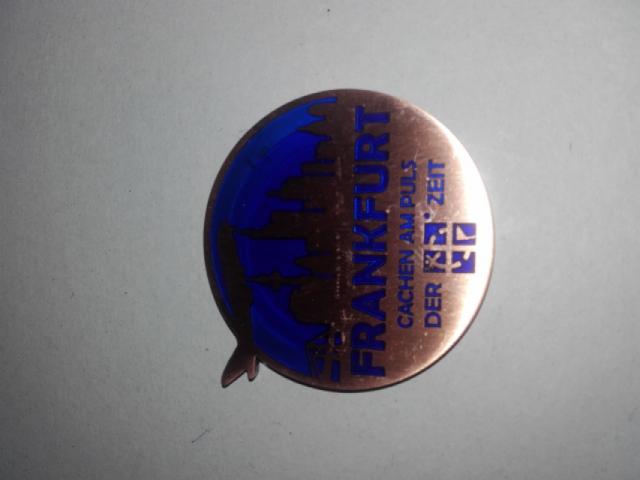 FRANKFURT
CACHEN AM PULS
DER ZEIT